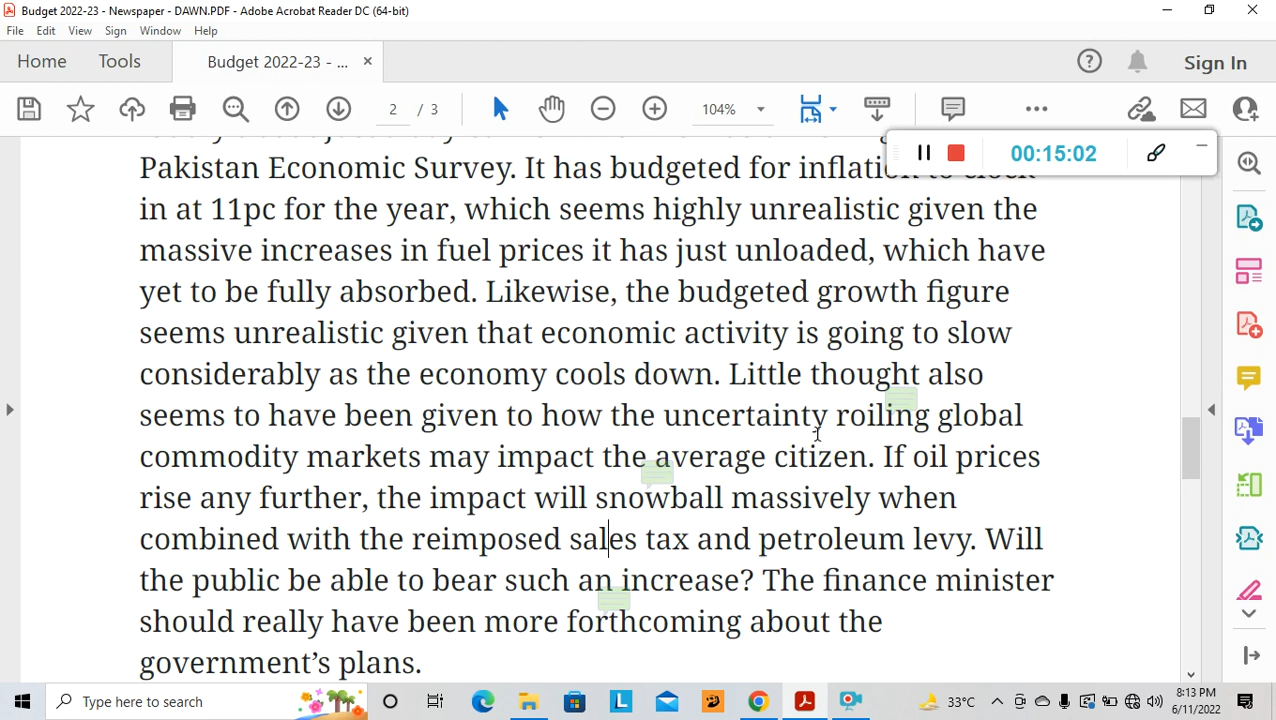 Budget 2022-23 - Newspaper - DAWN.PDF - Adobe Acrobat Reader DC (64-bit)
File Edit View Sign Window Help
Home Tools Budget 2022-23 - ... × Sign In
2 / 3 104%
00:15:02
Pakistan Economic Survey. It has budgeted for inflation to clock
in at 11pc for the year, which seems highly unrealistic given the
massive increases in fuel prices it has just unloaded, which have
yet to be fully absorbed. Likewise, the budgeted growth figure
seems unrealistic given that economic activity is going to slow
considerably as the economy cools down. Little thought also
seems to have been given to how the uncertainty roiling global
commodity markets may impact the average citizen. If oil prices
rise any further, the impact will snowball massively when
combined with the reimposed sales tax and petroleum levy. Will
the public be able to bear such an increase? The finance minister
should really have been more forthcoming about the
government’s plans.
Type here to search
33°C
8:13 PM
6/11/2022